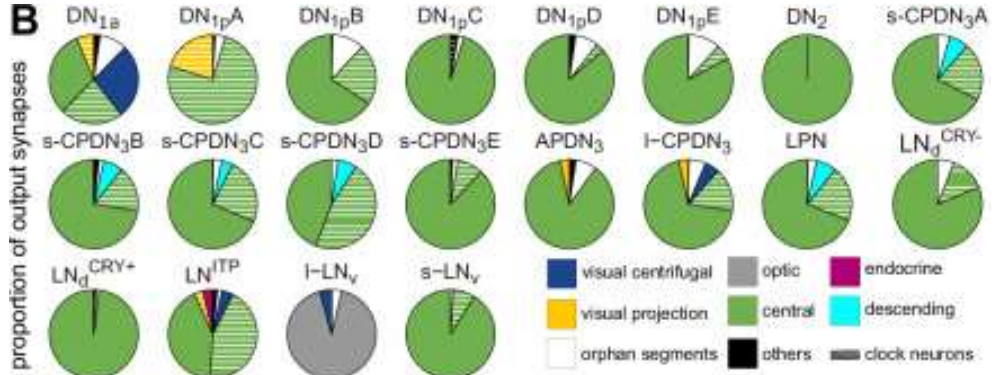 B
proportion of output synapses
DN1a DN1pA DN1pB DN1pC DN1pD DN1pE DN2 s-CPDN3A
s-CPDN3B s-CPDN3C s-CPDN3D s-CPDN3E APDN3 l-CPDN3 LPN LNdCRY-
LNdCRY+ LNITP l-LNv s-LNv
visual centrifugal optic endocrine
visual projection central descending
orphan segments others clock neurons